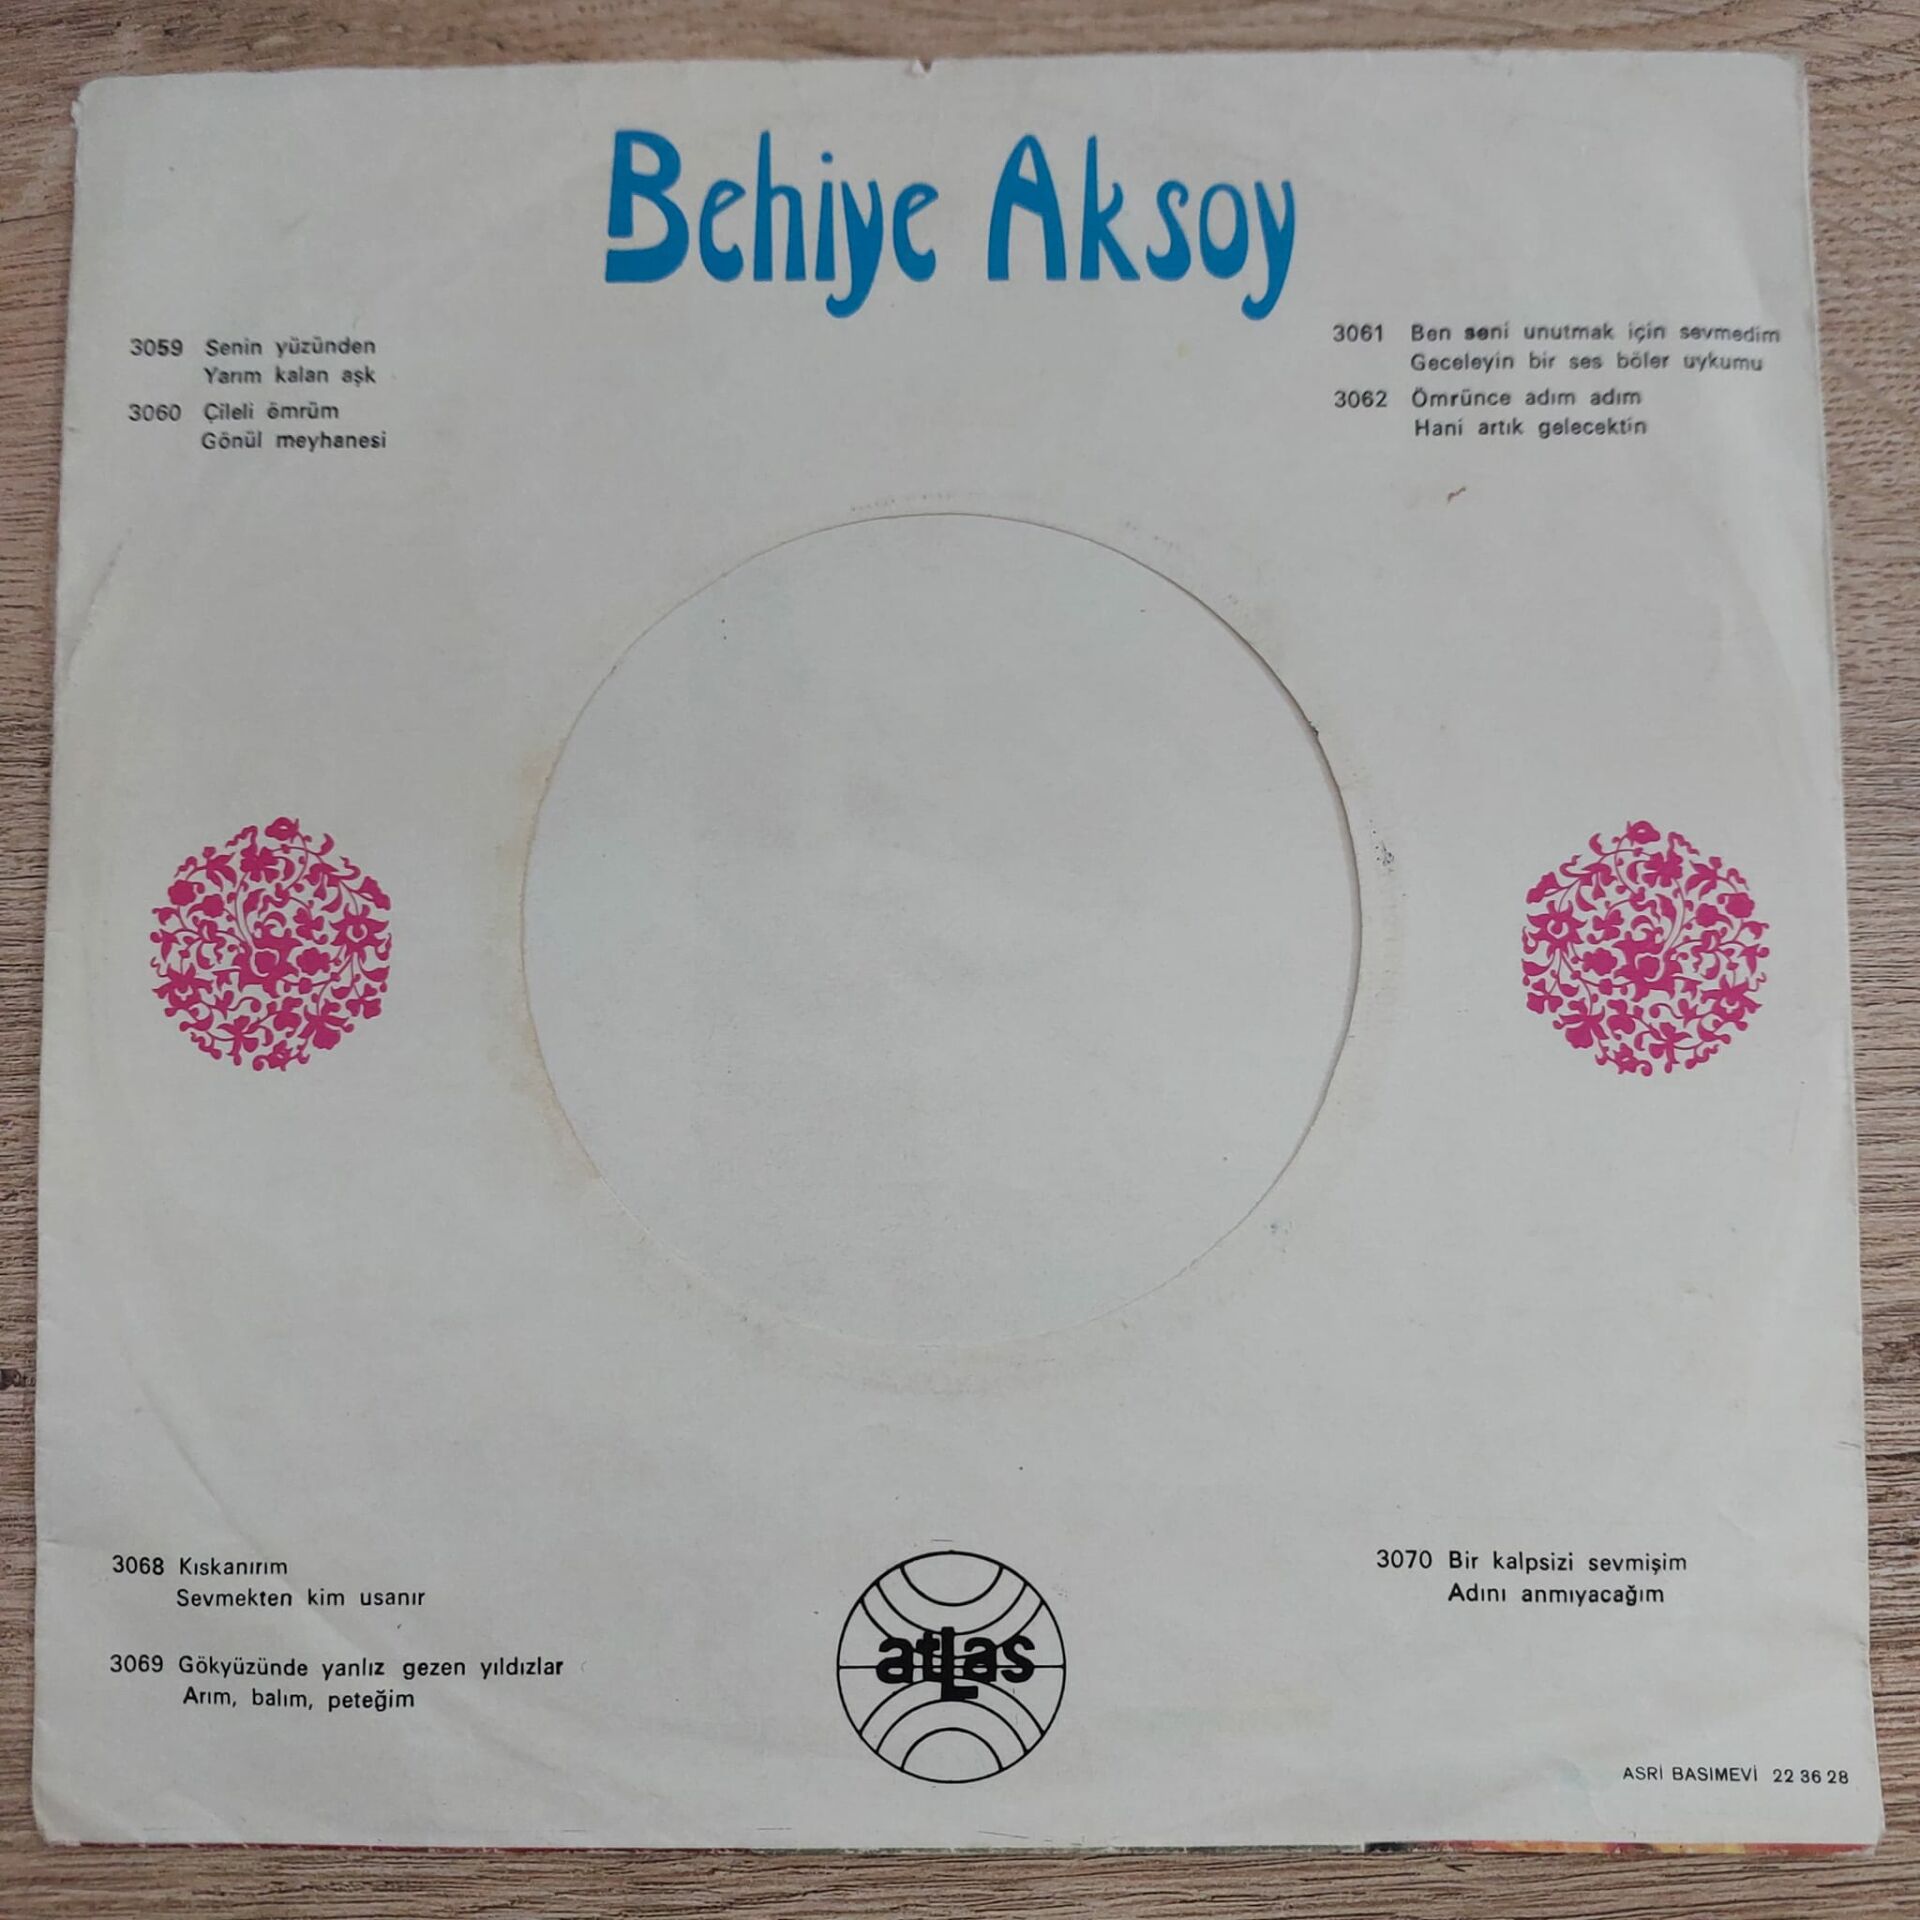 Behiye Aksoy
3059 Senin yüzünden
Yarım kalan aşk
3060 Çileli ömrüm
Gönül meyhanesi
3061 Ben seni unutmak için sevmedim
Geceleyin bir ses böler uykumu
3062 Ömrünce adım adım
Hani artık gelecektin
3068 Kıskanırım
Sevmekten kim usanır
3069 Gökyüzünde yanlız gezen yıldızlar
Arım, balım, peteğim
atLas
3070 Bir kalpsizi sevmişim
Adını anmıyacağım
ASRİ BASIMEVİ 22 36 28